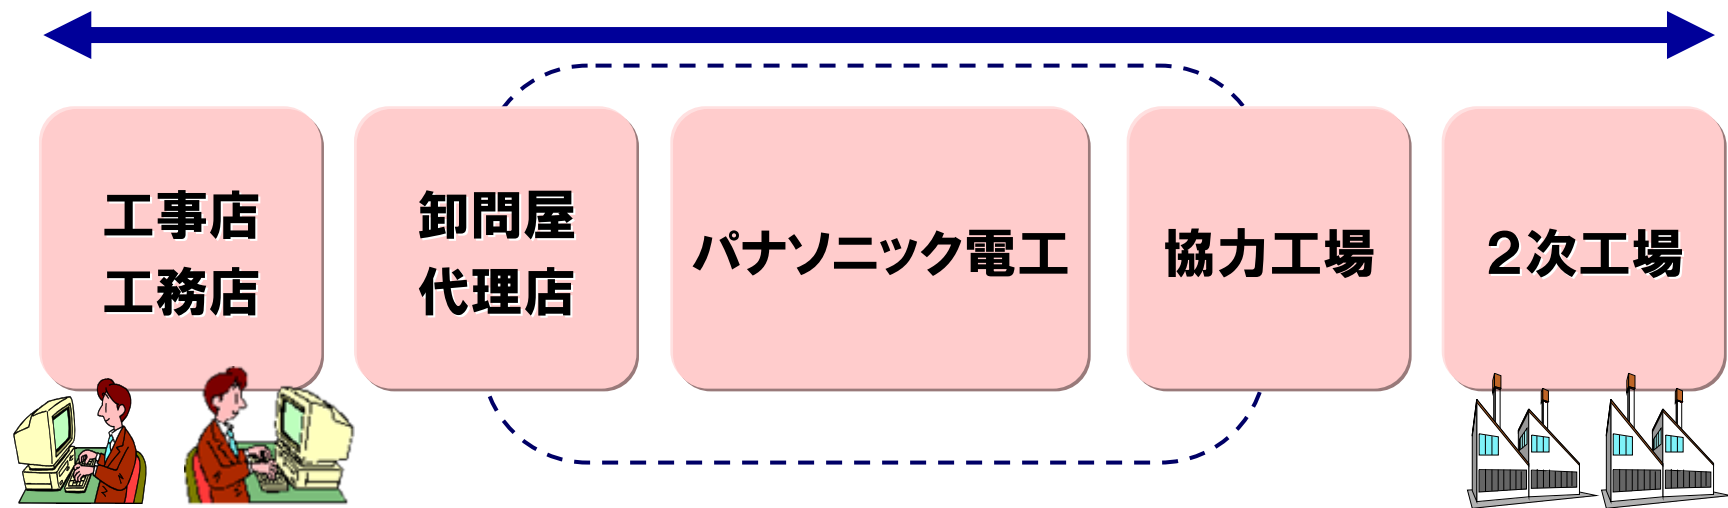 工事店
工務店
卸問屋
代理店
パナソニック電工
協力工場
２次工場